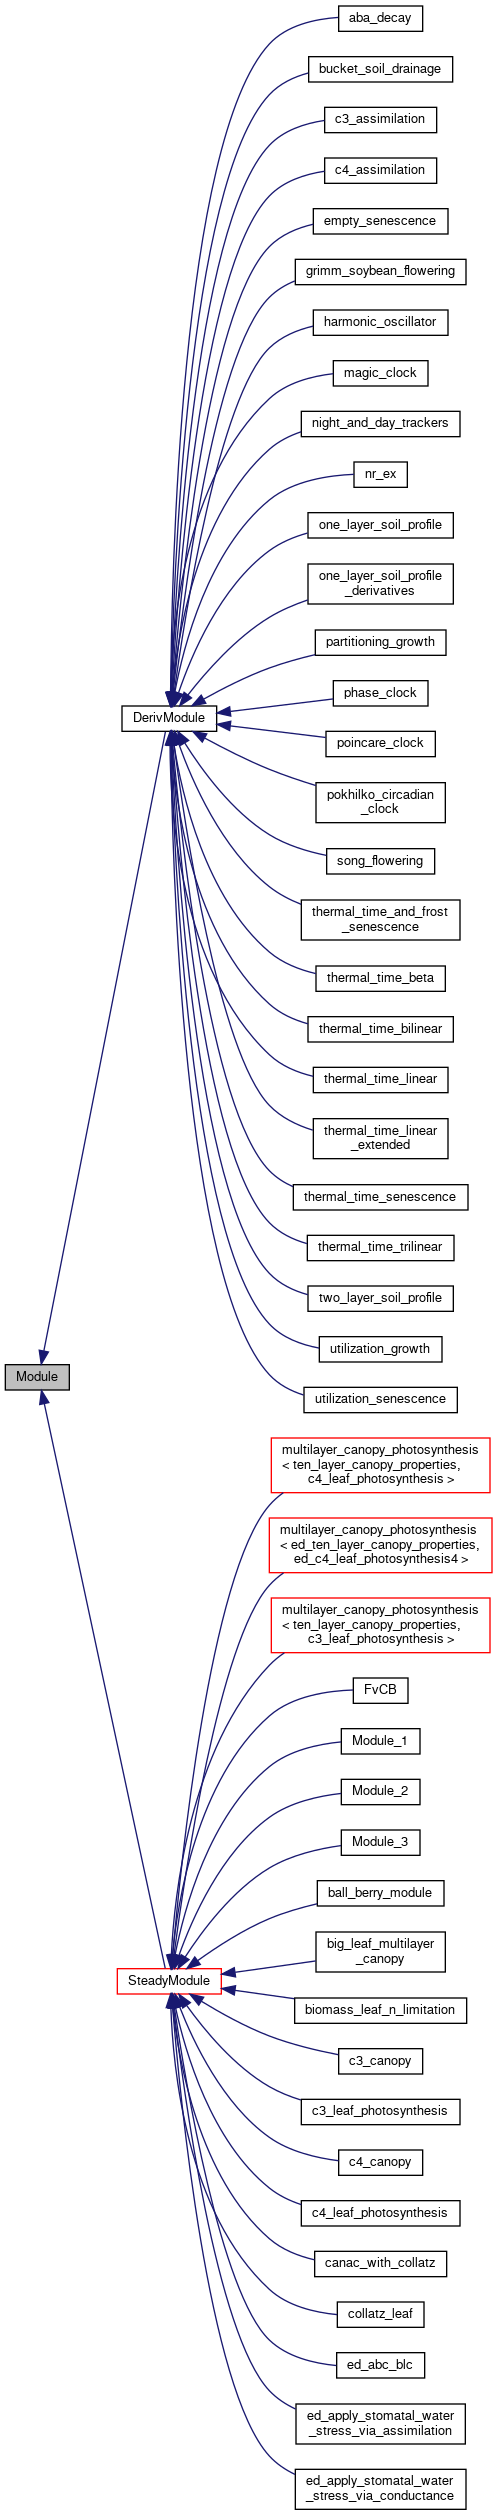 aba_decay
bucket_soil_drainage
c3_assimilation
c4_assimilation
empty_senescence
grimm_soybean_flowering
harmonic_oscillator
magic_clock
night_and_day_trackers
nr_ex
one_layer_soil_profile
one_layer_soil_profile
_derivatives
partitioning_growth
phase_clock
DerivModule
poincare_clock
pokhilko_circadian
_clock
song_flowering
thermal_time_and_frost
_senescence
thermal_time_beta
thermal_time_bilinear
thermal_time_linear
thermal_time_linear
_extended
thermal_time_senescence
thermal_time_trilinear
two_layer_soil_profile
utilization_growth
Module
utilization_senescence
multilayer_canopy_photosynthesis
< ten_layer_canopy_properties,
c4_leaf_photosynthesis >
multilayer_canopy_photosynthesis
< ed_ten_layer_canopy_properties,
ed_c4_leaf_photosynthesis4 >
multilayer_canopy_photosynthesis
< ten_layer_canopy_properties,
c3_leaf_photosynthesis >
FvCB
Module_1
Module_2
Module_3
ball_berry_module
big_leaf_multilayer
_canopy
SteadyModule
biomass_leaf_n_limitation
c3_canopy
c3_leaf_photosynthesis
c4_canopy
c4_leaf_photosynthesis
canac_with_collatz
collatz_leaf
ed_abc_blc
ed_apply_stomatal_water
_stress_via_assimilation
ed_apply_stomatal_water
_stress_via_conductance